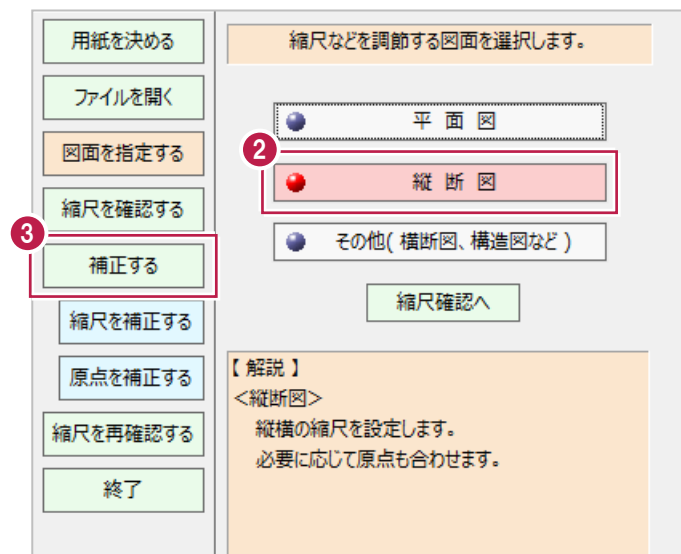 用紙を決める
ファイルを開く
図面を指定する
縮尺を確認する
3
補正する
縮尺を補正する
原点を補正する
縮尺を再確認する
終了
縮尺などを調節する図面を選択します。
平 面 図
2
縦 断 図
その他( 横断図、構造図など )
縮尺確認へ
【 解説 】
<縦断図>
縦横の縮尺を設定します。
必要に応じて原点も合わせます。